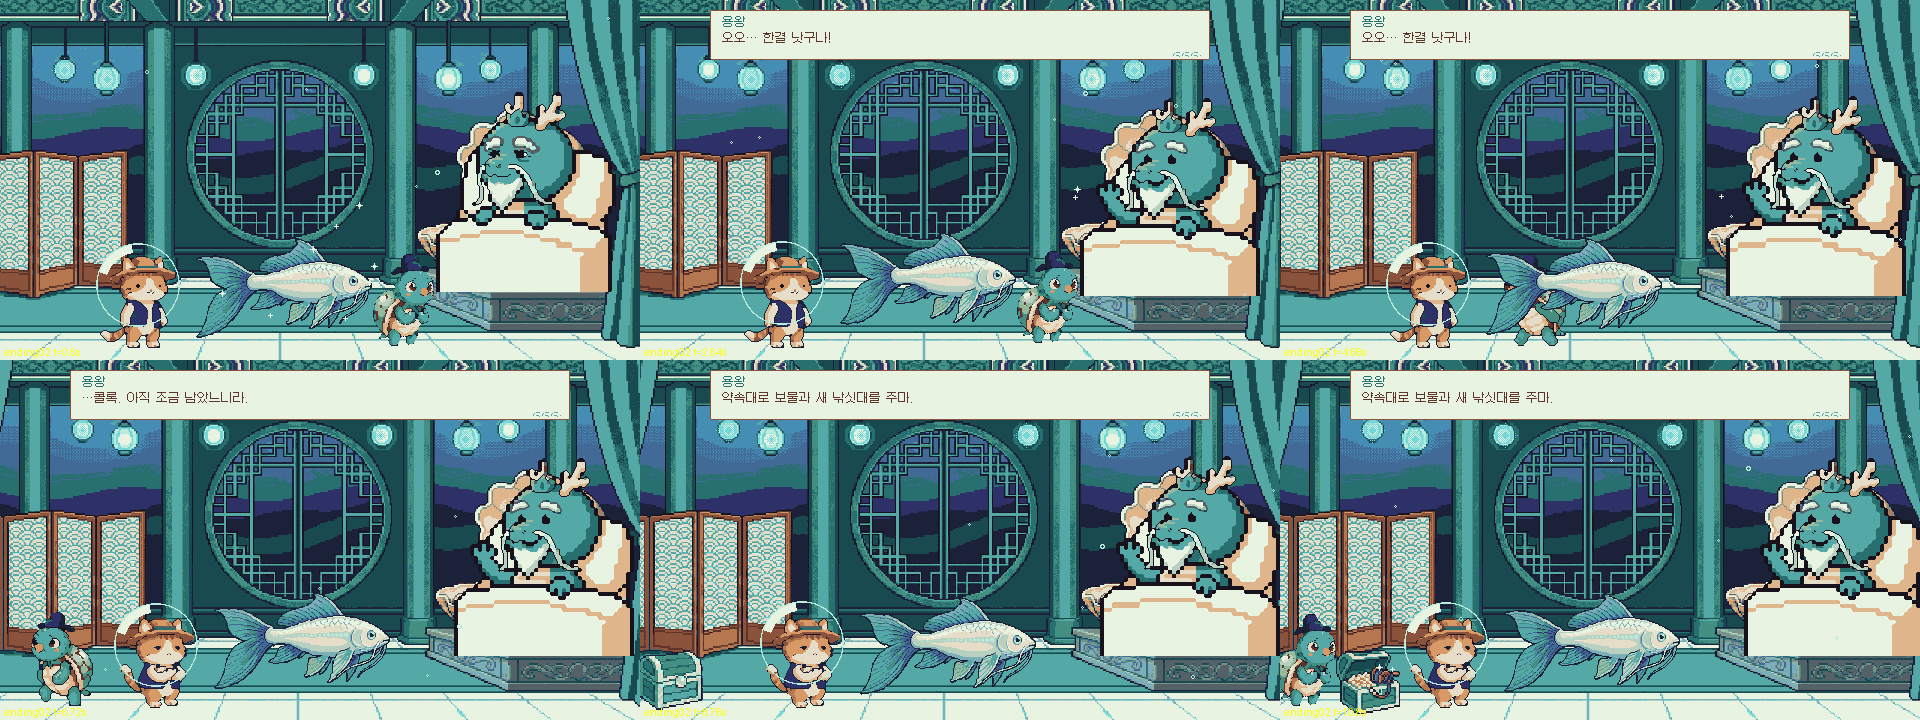 용왕
오오… 한결 낫구나!
용왕
오오… 한결 낫구나!
용왕
…콜록. 아직 조금 남았느니라.
용왕
약속대로 보물과 새 낚싯대를 주마.
용왕
약속대로 보물과 새 낚싯대를 주마.